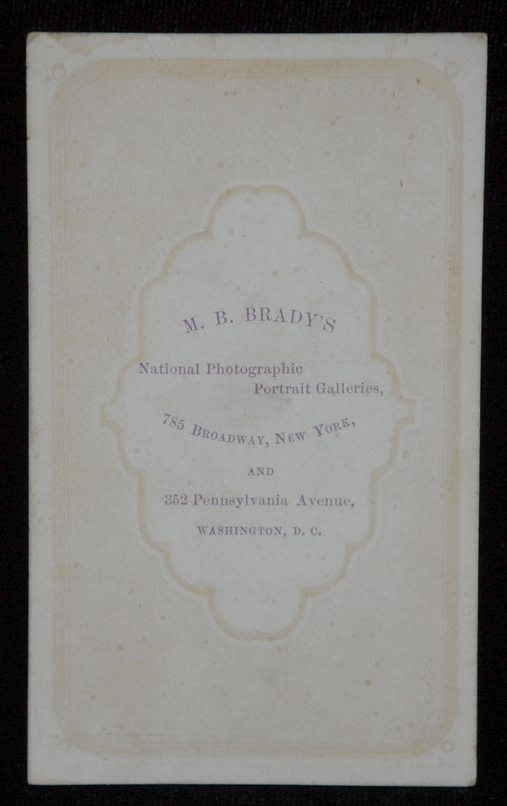 M. B. BRADY'S
National Photographic
Portrait Galleries,
785 BROADWAY, NEW YORK,
AND
352 Pennsylvania Avenue,
WASHINGTON, D. C.